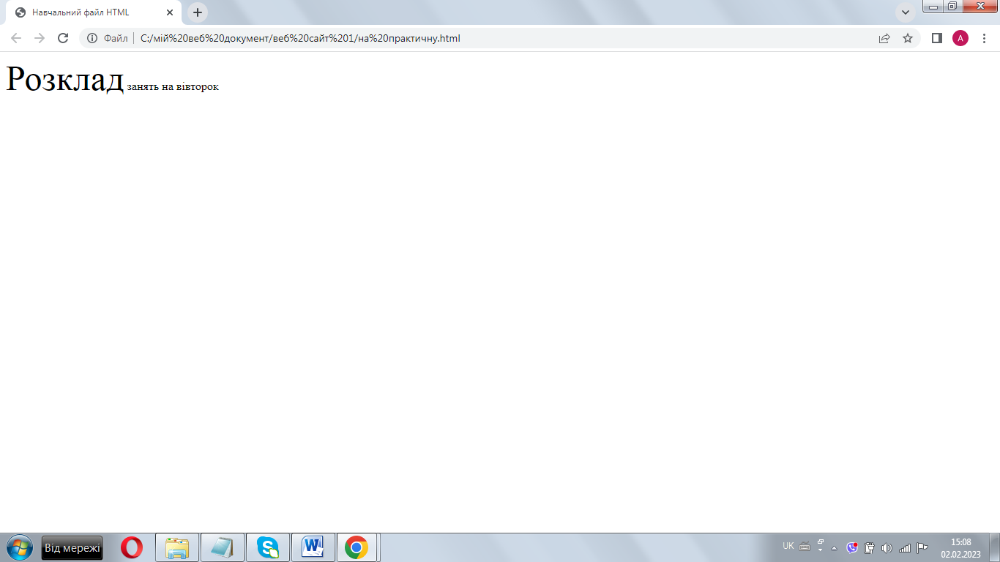 Навчальний файл HTML
Файл C:/мій%20веб%20документ/веб%20сайт%201/на%20практичну.html
A
Розклад занять на вівторок
Від мережі
UK
15:08
02.02.2023